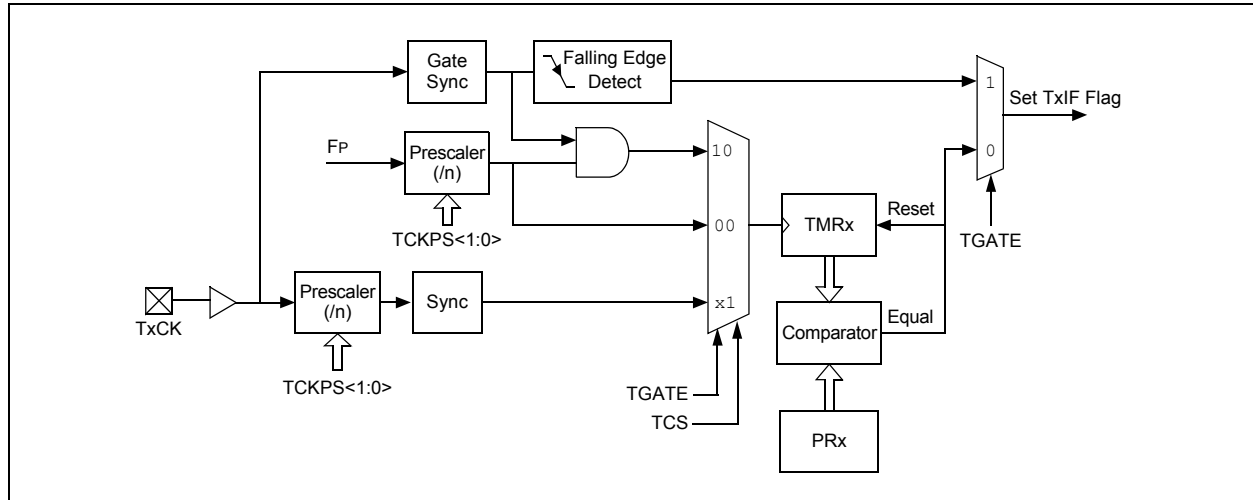 Gate
Sync
Falling Edge
Detect
1
Set TxIF Flag
0
FP
Prescaler
(/n)
10
TCKPS<1:0>
00
TMRx
Reset
TGATE
TxCK
Prescaler
(/n)
Sync
x1
Comparator
Equal
TCKPS<1:0>
TGATE
TCS
PRx